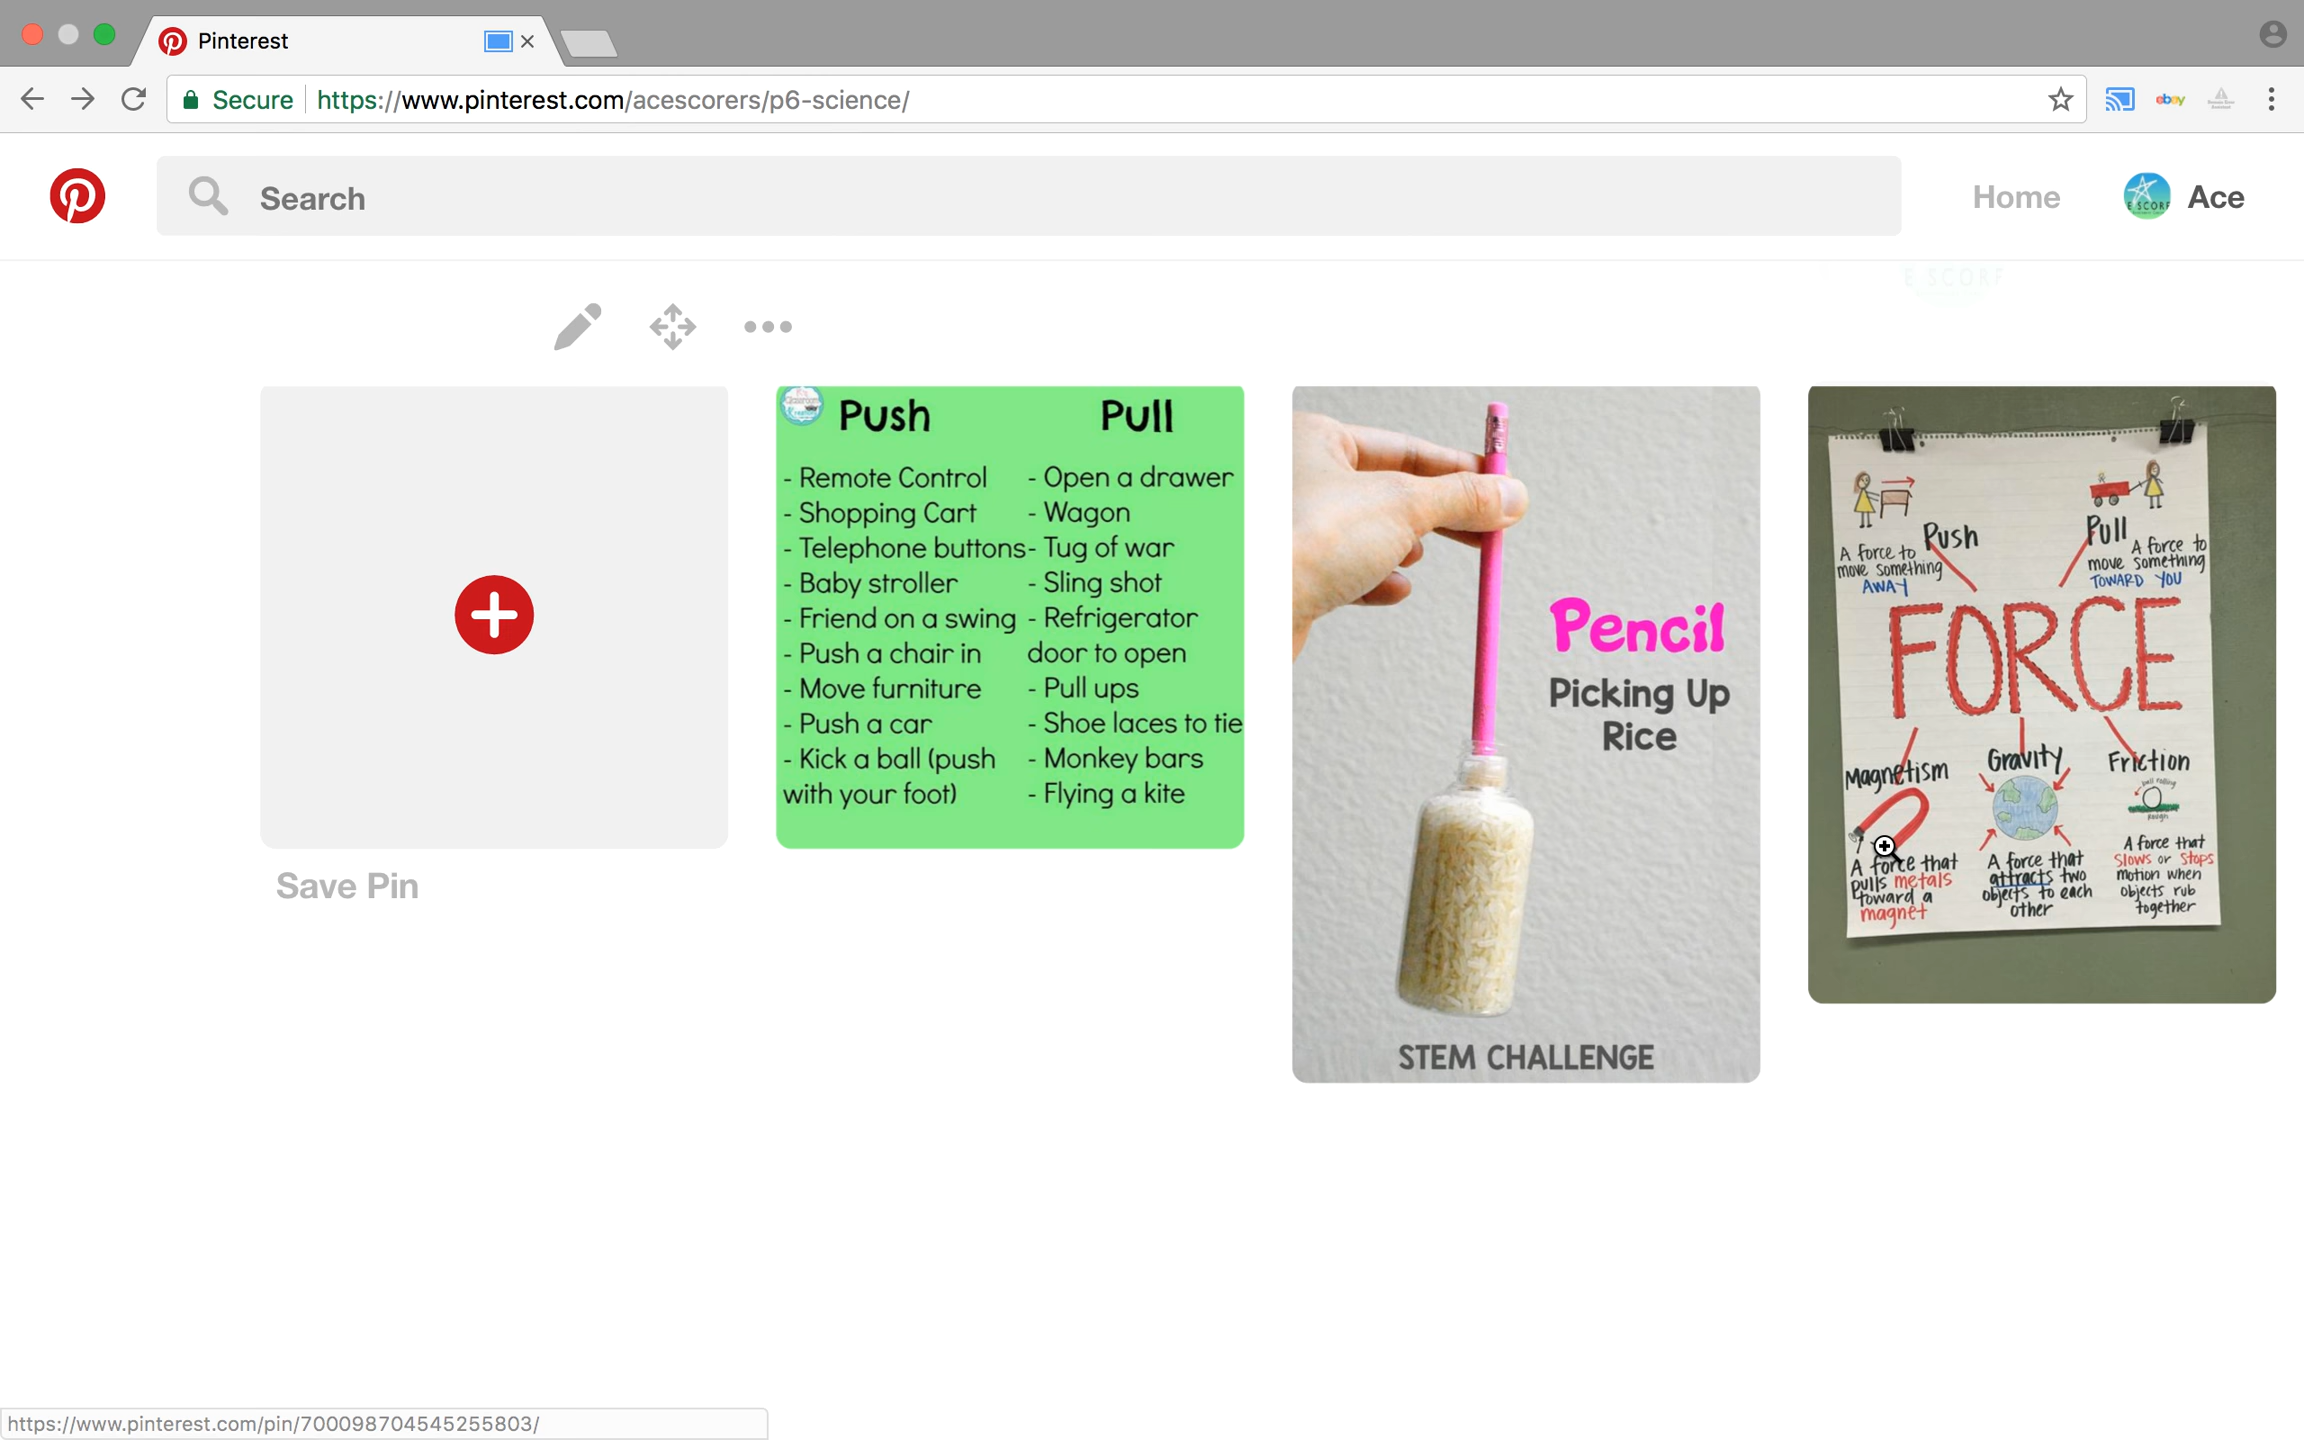 Pinterest
Secure
https://www.pinterest.com/acescorers/p6-science/
ebay
Search
Home
E SCORE
Ace
E SCORE
Push
Pull
- Remote Control
- Shopping Cart
- Telephone buttons
- Baby stroller
- Friend on a swing
- Push a chair in
- Move furniture
- Push a car
- Kick a ball (push
with your foot)
- Open a drawer
- Wagon
- Tug of war
- Sling shot
- Refrigerator
door to open
- Pull ups
- Shoe laces to tie
- Monkey bars
- Flying a kite
Save Pin
Pencil
Picking Up
Rice
STEM CHALLENGE
Push
A force to
move something
AWAY
Pull
A force to
move something
TOWARD YOU
FORCE
Magnetism
A force that
pulls metals
toward a
magnet
Gravity
A force that
attracts two
objects to each
other
Friction
ball rolling
rough
A force that
slows or stops
motion when
objects rub
together
https://www.pinterest.com/pin/700098704545255803/